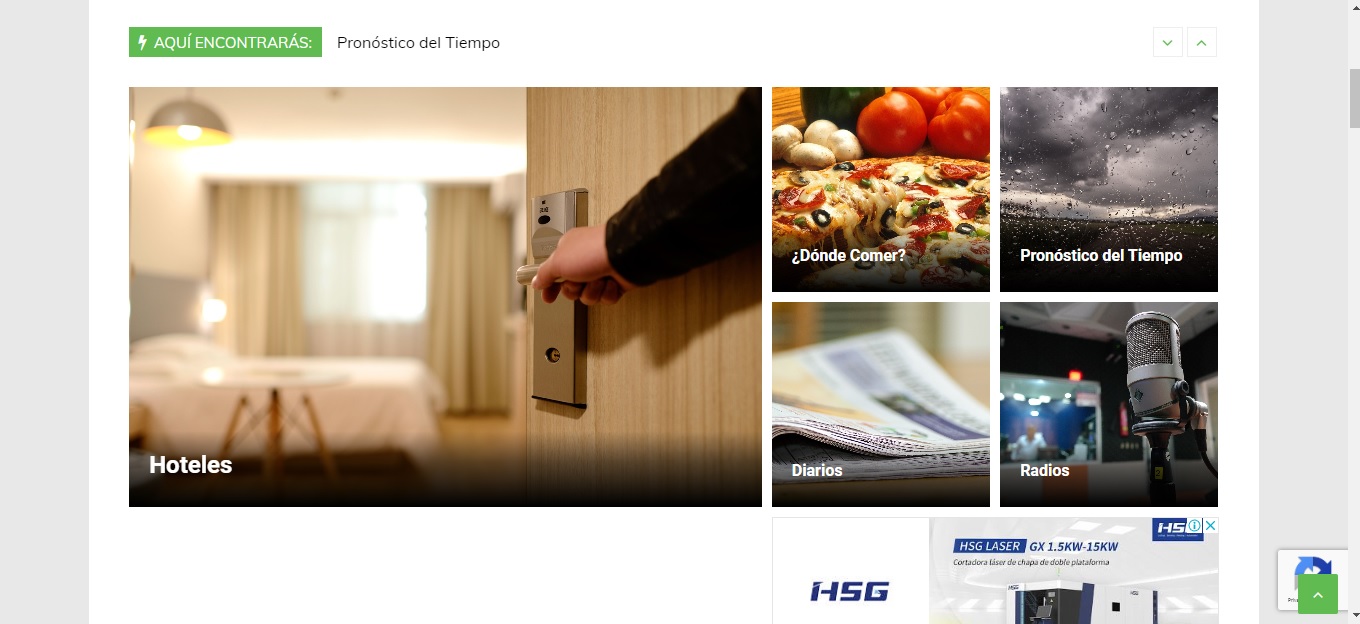 AQUÍ ENCONTRARÁS:
Pronóstico del Tiempo
Hoteles
¿Dónde Comer?
Pronóstico del Tiempo
Diarios
Radios
HSG
HSG LASER GX 1.5KW-15KW
Cortadora láser de chapa de doble plataforma
HSG